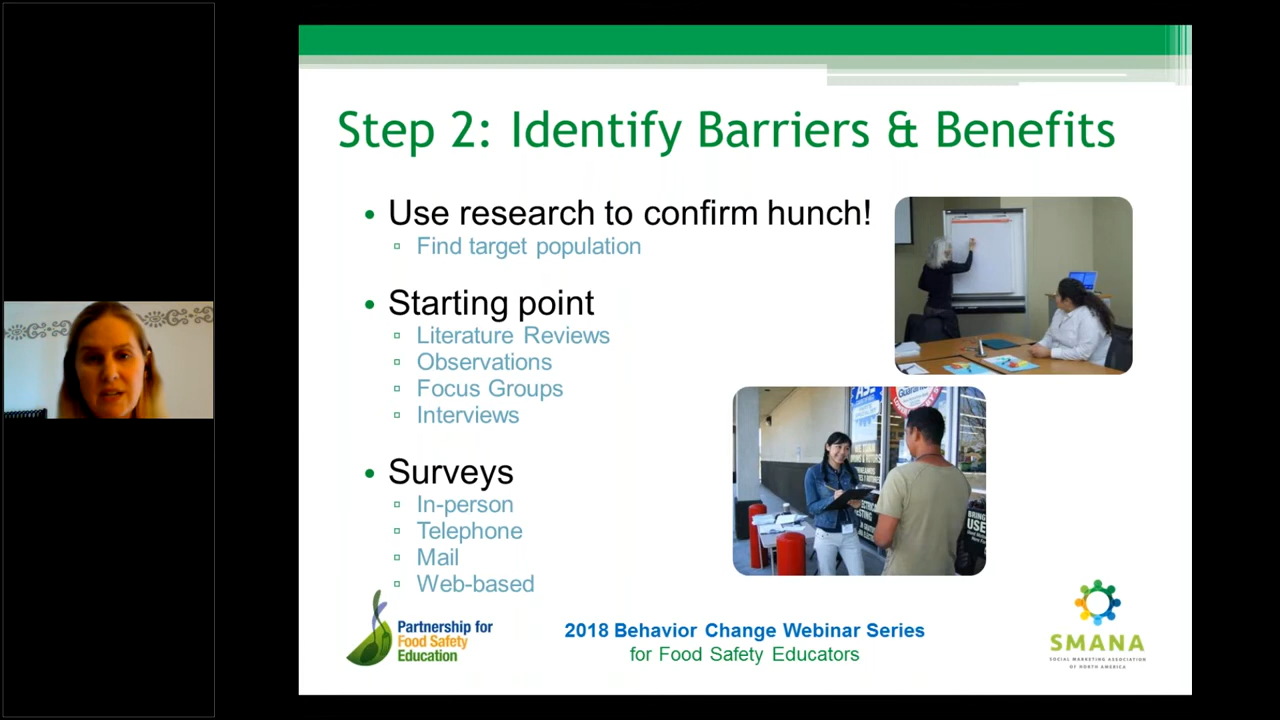 Step 2: Identify Barriers & Benefits
• Use research to confirm hunch!
▫ Find target population
• Starting point
▫ Literature Reviews
▫ Observations
▫ Focus Groups
▫ Interviews
• Surveys
▫ In-person
▫ Telephone
▫ Mail
▫ Web-based
Partnership for
Food Safety
Education
2018 Behavior Change Webinar Series
for Food Safety Educators
SMANA
SOCIAL MARKETING ASSOCIATION
OF NORTH AMERICA